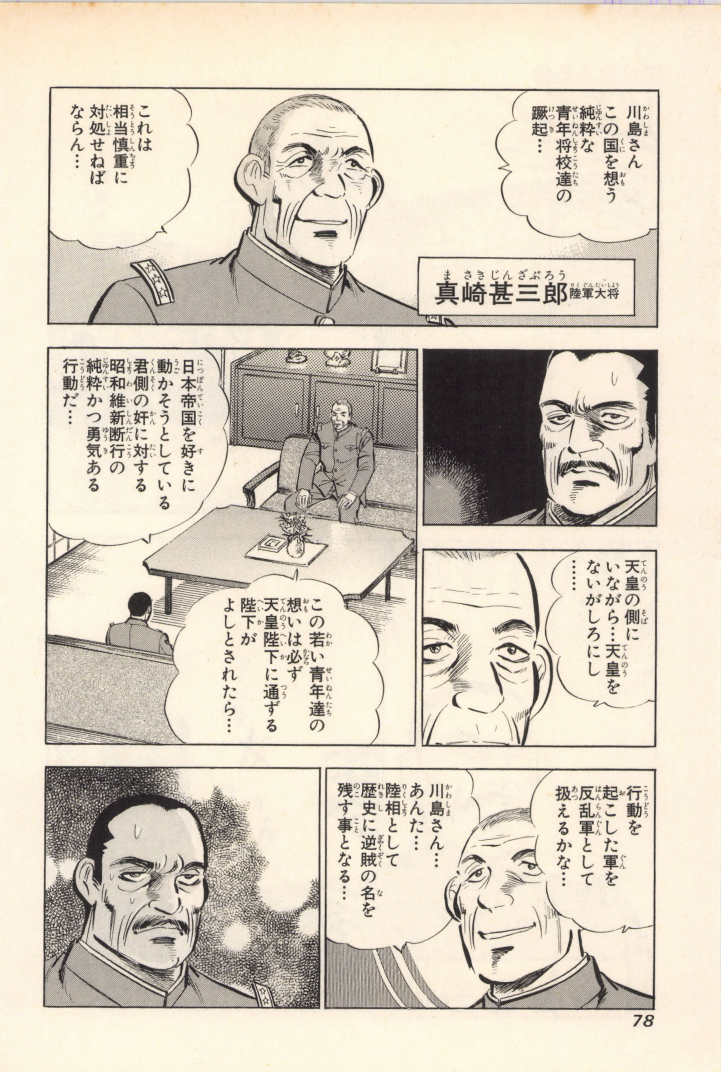 川島さん
この国を想う
純粋な
青年将校達の
蹶起…
これは
相当慎重に
対処せねば
ならん…
真崎甚三郎 陸軍大将
天皇の側に
いながら…天皇を
ないがしろにし
……
日本帝国を好きに
動かそうとしている
君側の奸に対する
昭和維新断行の
純粋かつ勇気ある
行動だ…
この若い青年達の
想いは必ず
天皇陛下に通ずる
陛下が
よしとされたら…
行動を
起こした軍を
反乱軍として
扱えるかな…
川島さん…
あんた…
陸相として
歴史に逆賊の名を
残す事となる…
78